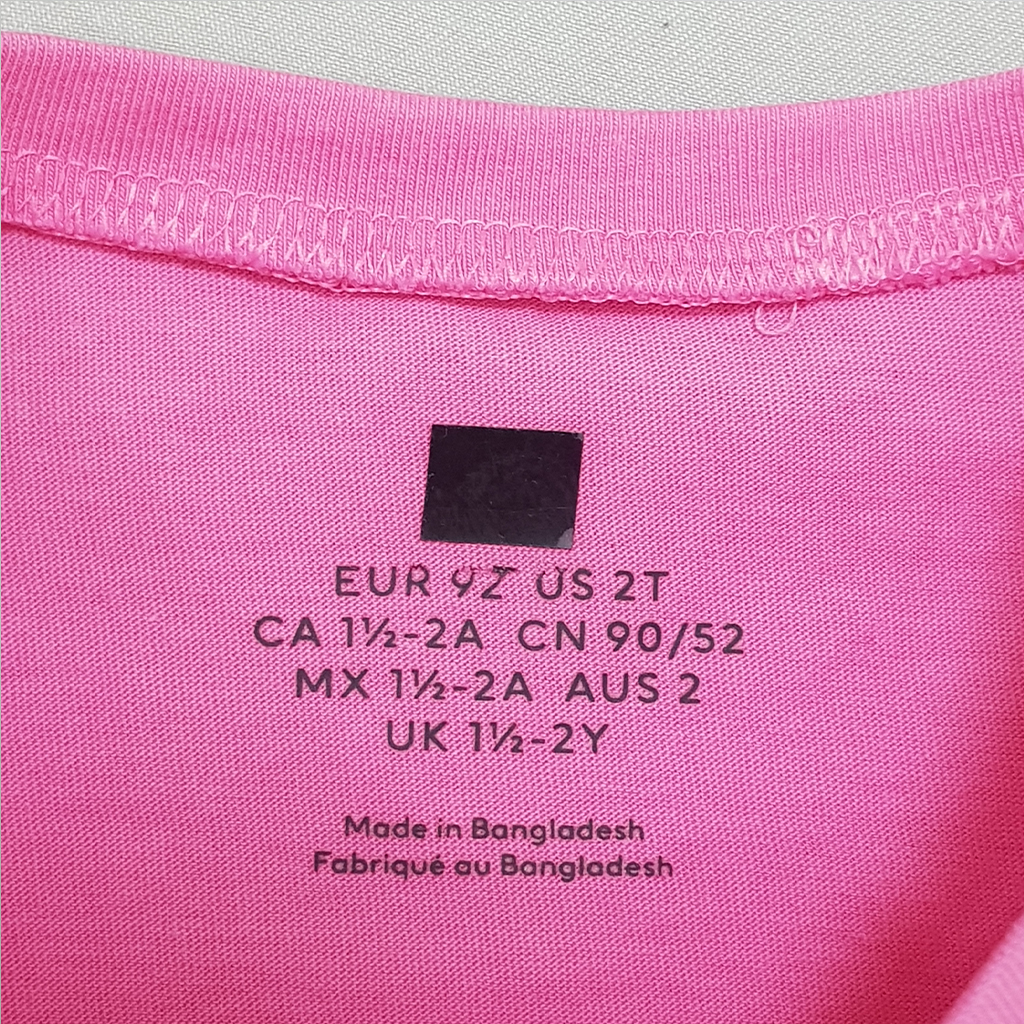 EUR 92 US 2T
CA 1½-2A CN 90/52
MX 1½-2A AUS 2
UK 1½-2Y
Made in Bangladesh
Fabriqué au Bangladesh